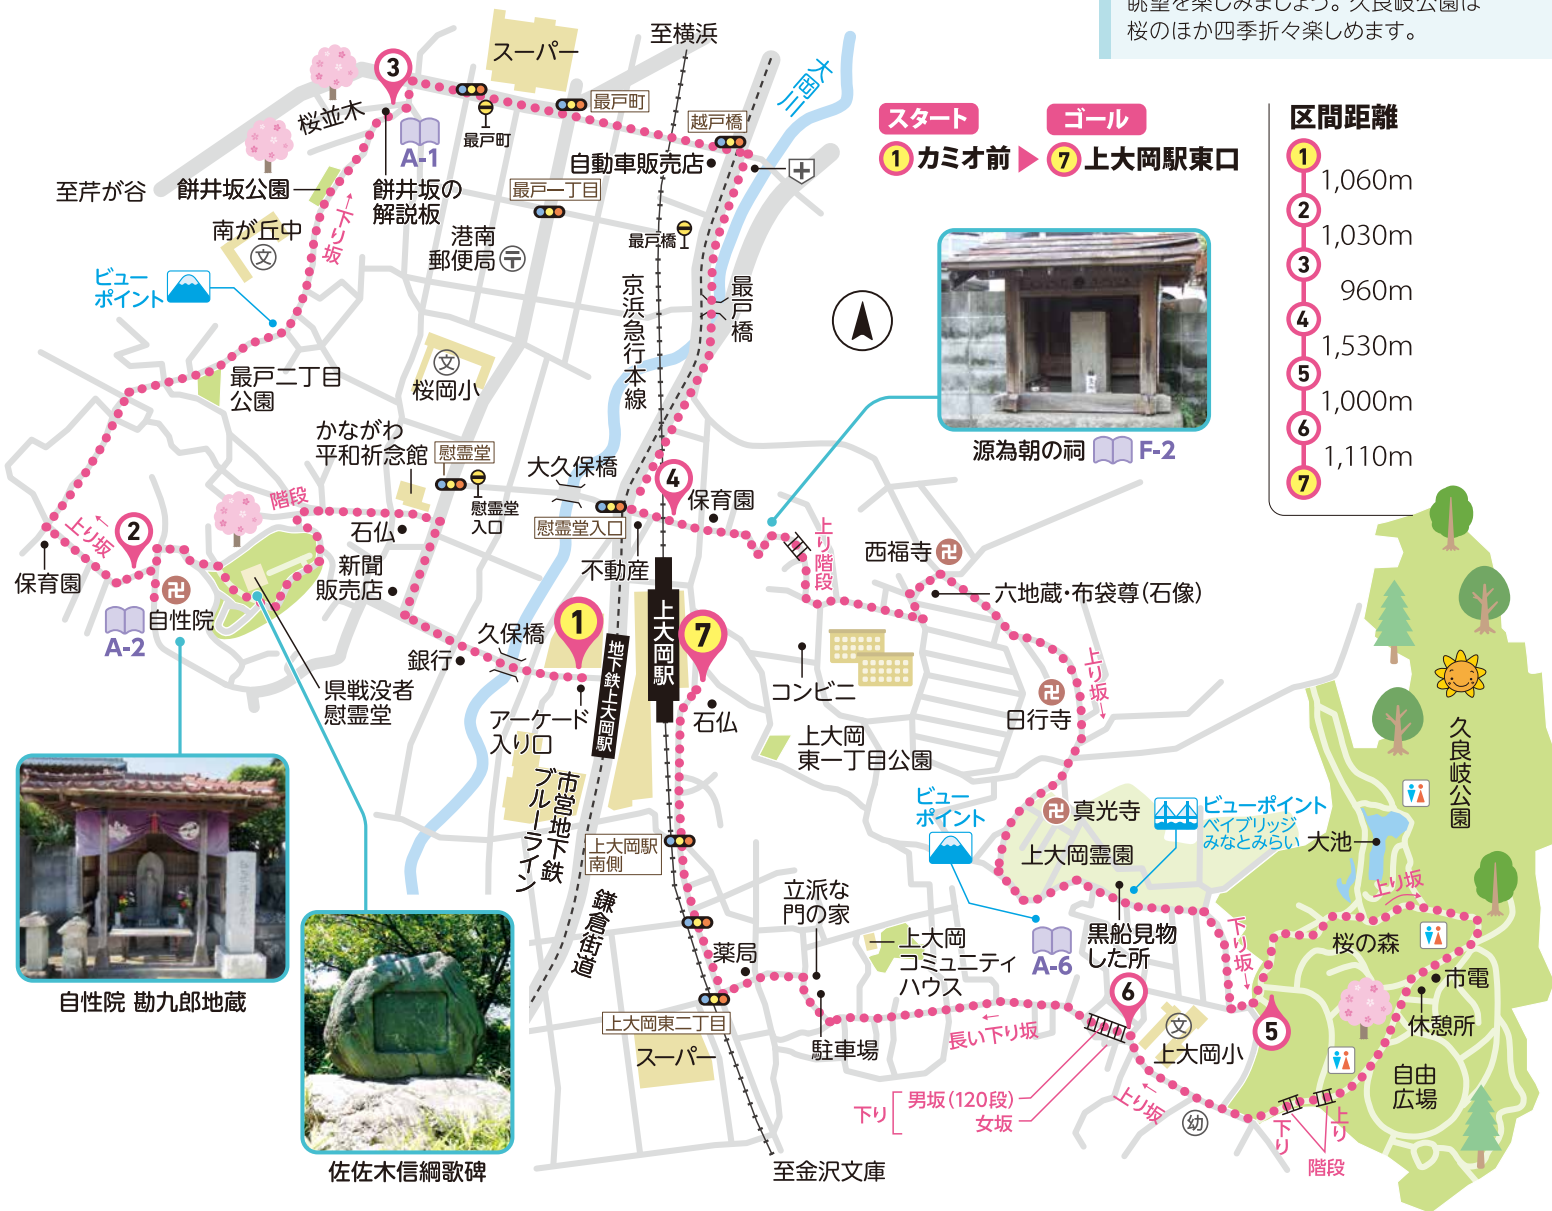 眺望を楽しみましょう。久良岐公園は
桜のほか四季折々楽しめます。
スタート
1 カミオ前
ゴール
7 上大岡駅東口
区間距離
1
1,060m
2
1,030m
3
960m
4
1,530m
5
1,000m
6
1,110m
7
スーパー
至横浜
大岡川
3
桜並木
A-1
最戸町
最戸町
越戸橋
自動車販売店
至芹が谷
餅井坂公園
餅井坂の
解説板
最戸一丁目
南が丘中
文
下り坂
港南
郵便局
〒
最戸橋
ビュー
ポイント
京浜急行本線
最戸橋
文
桜岡小
最戸二丁目
公園
かながわ
平和祈念館
慰霊堂
慰霊堂
入口
大久保橋
慰霊堂入口
4
保育園
源為朝の祠
F-2
階段
石仏
2
上り坂
保育園
新聞
販売店
不動産
上り階段
西福寺
六地蔵・布袋尊(石像)
A-2
自性院
県戦没者
慰霊堂
銀行
久保橋
1
アーケード
入り口
地下鉄上大岡駅
上大岡駅
7
石仏
コンビニ
上大岡
東一丁目公園
日行寺
上り坂
久良岐公園
市営地下鉄
ブルーライン
上大岡駅
南側
鎌倉街道
ビュー
ポイント
真光寺
上大岡霊園
ビューポイント
ベイブリッジ
みなとみらい
大池
上り坂
立派な
門の家
薬局
上大岡
コミュニティ
ハウス
A-6
黒船見物
した所
下り坂
桜の森
市電
休憩所
自性院 勘九郎地蔵
佐佐木信綱歌碑
上大岡東二丁目
スーパー
駐車場
長い下り坂
6
文
上大岡小
5
自由
広場
下り
男坂(120段)
女坂
上り坂
幼
下り
上り
階段
至金沢文庫